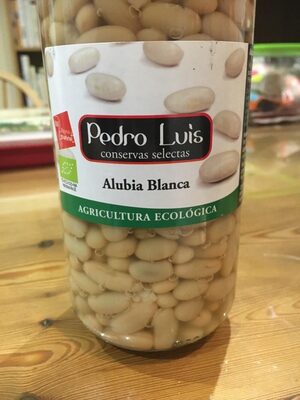 Pedro Luis
conservas selectas
Alubia Blanca
AGRICULTURA ECOLÓGICA